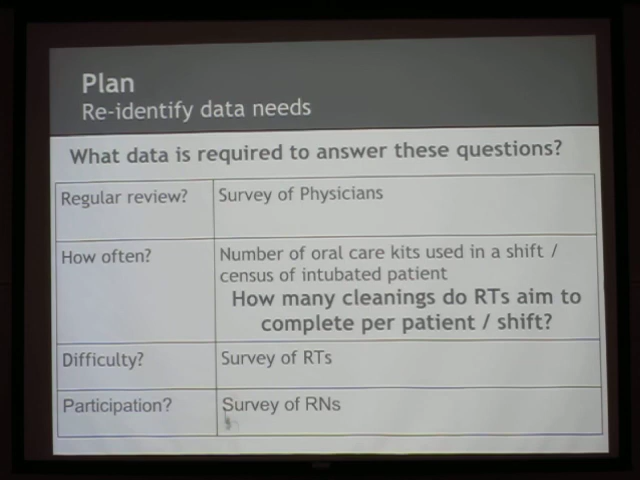 Plan
Re-identify data needs
What data is required to answer these questions?
Regular review?
Survey of Physicians
How often?
Number of oral care kits used in a shift /
census of intubated patient
How many cleanings do RTs aim to
complete per patient / shift?
Difficulty?
Survey of RTs
Participation?
Survey of RNs